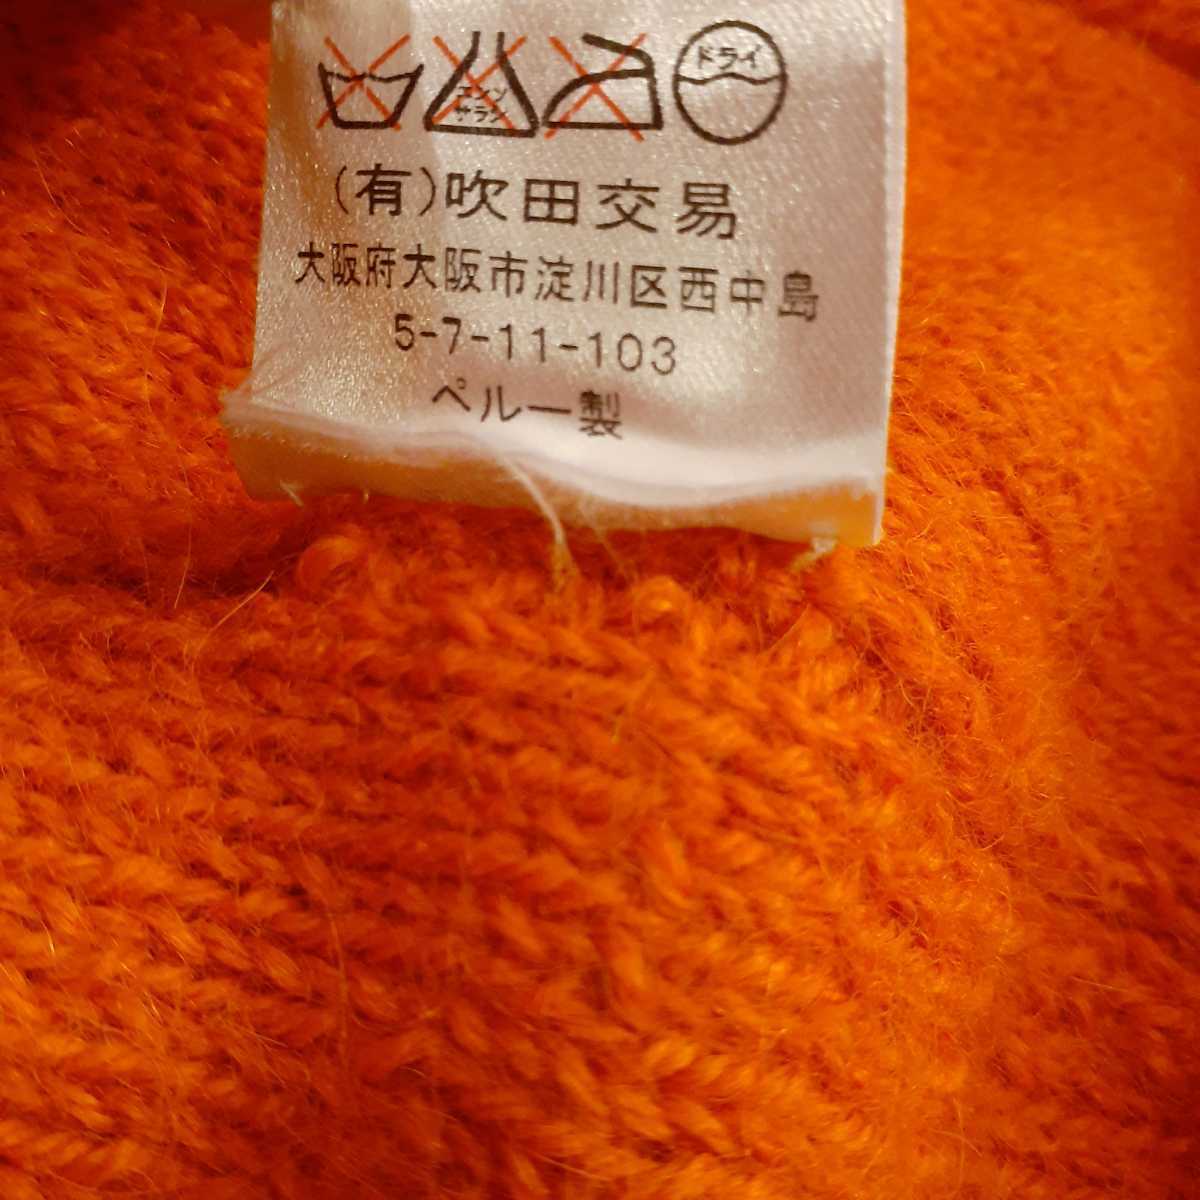 エンソ
サラシ
ドライ
(有)吹田交易
大阪府大阪市淀川区西中島
5-7-11-103
ペルー製